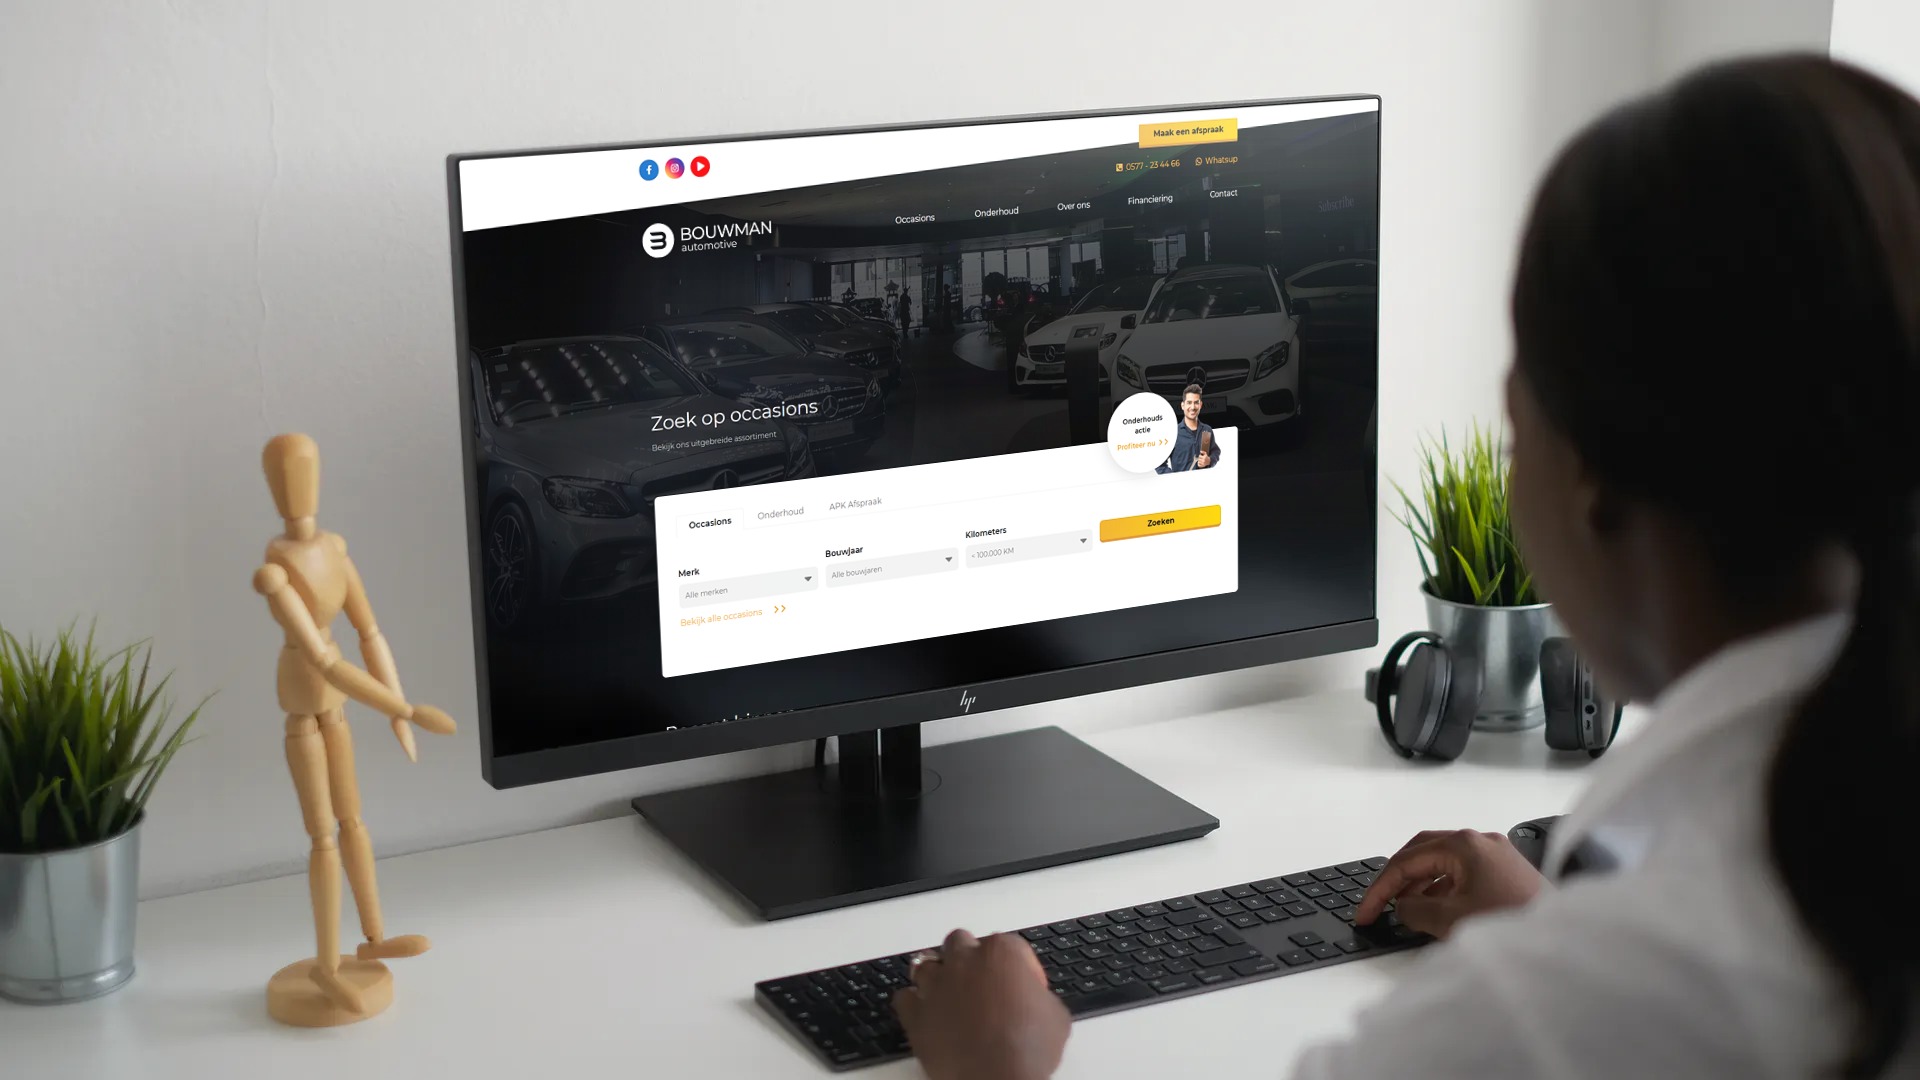 Maak een afspraak
0577 - 23 44 66 Whatsup
BOUWMAN
automotive
Occasions Onderhoud Over ons Financiering Contact
Subscribe
Zoek op occasions
Bekijk ons uitgebreide assortiment
Onderhouds
actie
Profiteer nu >>
Occasions Onderhoud APK Afspraak
Merk Bouwjaar Kilometers
Alle merken Alle bouwjaren < 100.000 KM Zoeken
Bekijk alle occasions >>
hp